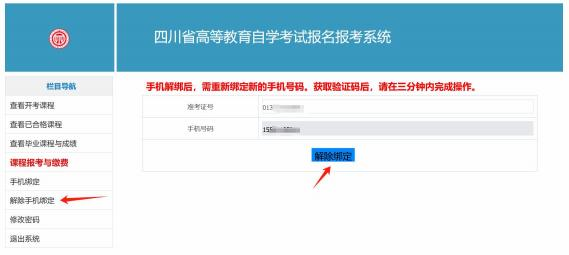 四川省高等教育自学考试报名报考系统
栏目导航
查看开考课程
查看已合格课程
查看毕业课程与成绩
课程报考与缴费
手机绑定
解除手机绑定
修改密码
退出系统
手机解绑后，需重新绑定新的手机号码。获取验证码后，请在三分钟内完成操作。
准考证号
013
手机号码
155
解除绑定